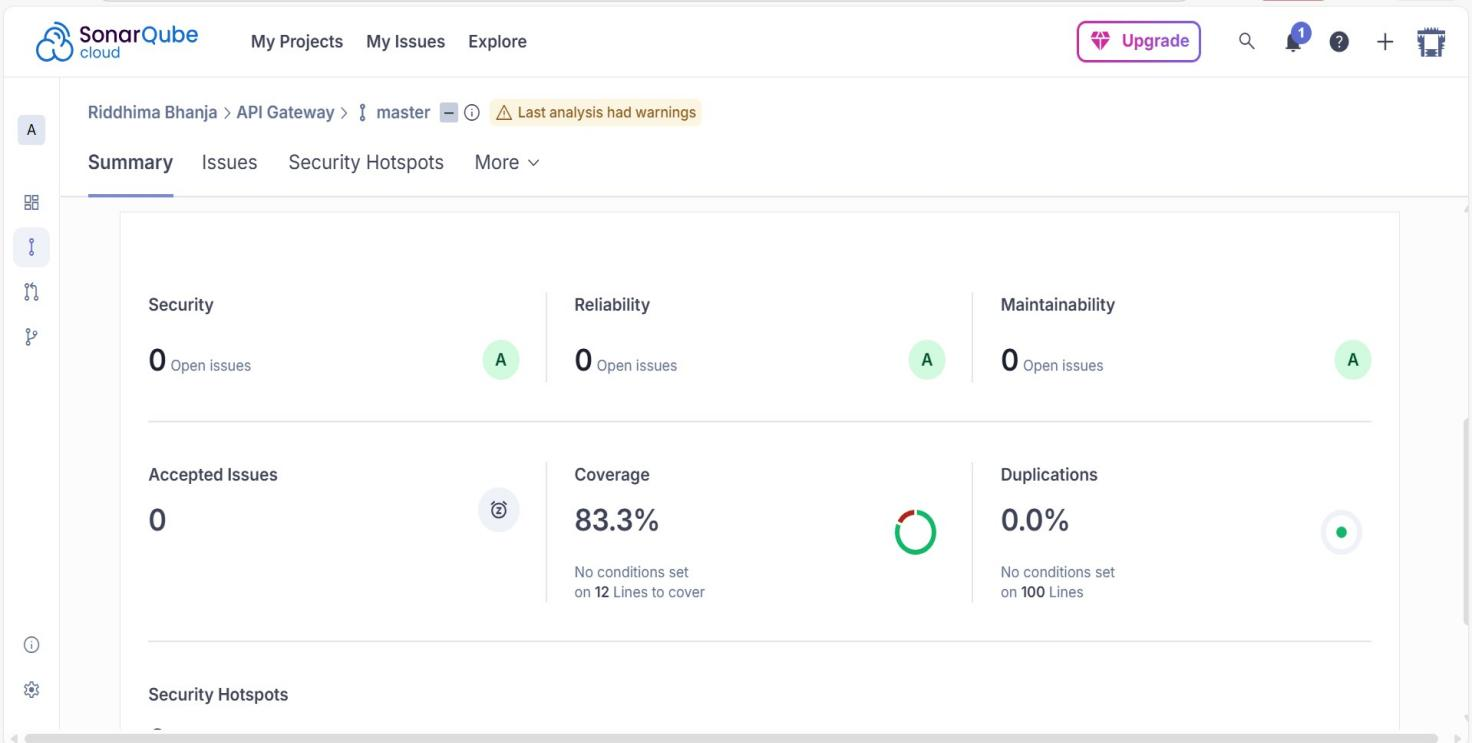 SonarQube cloud My Projects My Issues Explore Upgrade 1
Riddhima Bhanja > API Gateway > master Last analysis had warnings
A
Summary Issues Security Hotspots More
Security Reliability Maintainability
0 Open issues A 0 Open issues A 0 Open issues A
Accepted Issues Coverage Duplications
0 83.3% 0.0%
No conditions set No conditions set
on 12 Lines to cover on 100 Lines
Security Hotspots